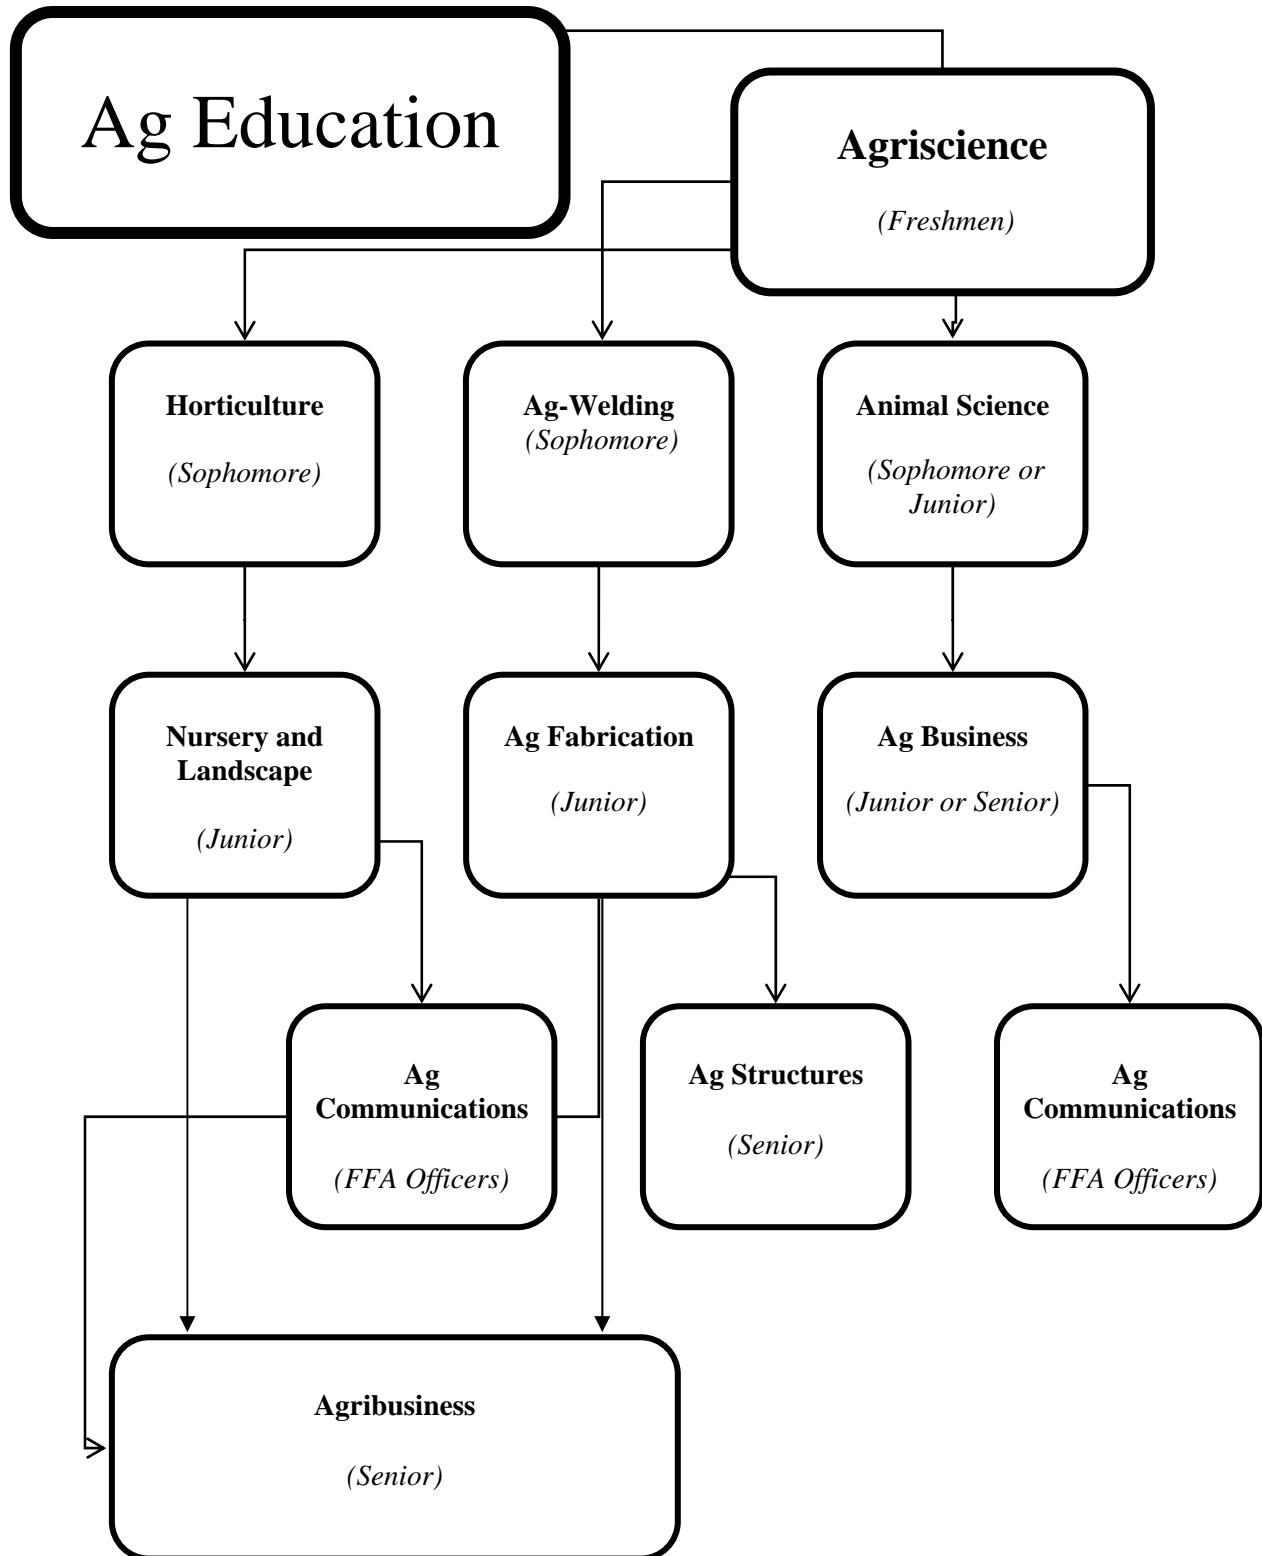 Ag Education
Agriscience
(Freshmen)
Horticulture
(Sophomore)
Ag-Welding
(Sophomore)
Animal Science
(Sophomore or
Junior)
Nursery and
Landscape
(Junior)
Ag Fabrication
(Junior)
Ag Business
(Junior or Senior)
Ag
Communications
(FFA Officers)
Ag Structures
(Senior)
Ag
Communications
(FFA Officers)
Agribusiness
(Senior)